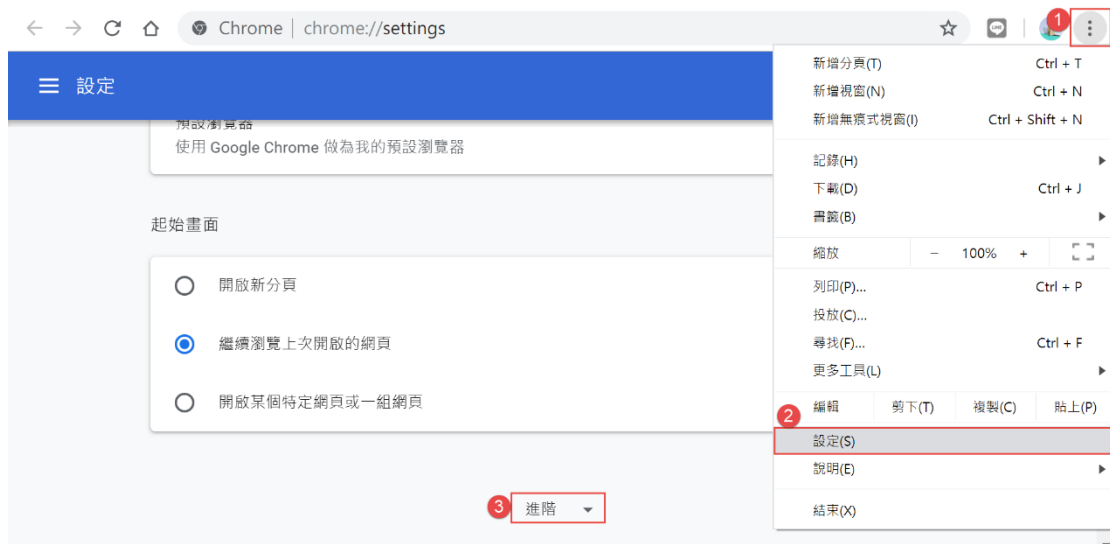 Chrome | chrome://settings
1
設定
預設瀏覽器
使用 Google Chrome 做為我的預設瀏覽器
起始畫面
開啟新分頁
繼續瀏覽上次開啟的網頁
開啟某個特定網頁或一組網頁
3 進階
新增分頁(T) Ctrl + T
新增視窗(N) Ctrl + N
新增無痕式視窗(I) Ctrl + Shift + N
記錄(H)
下載(D) Ctrl + J
書籤(B)
縮放 − 100% +
列印(P)... Ctrl + P
投放(C)...
尋找(F)... Ctrl + F
更多工具(L)
編輯 剪下(T) 複製(C) 貼上(P)
2
設定(S)
說明(E)
結束(X)